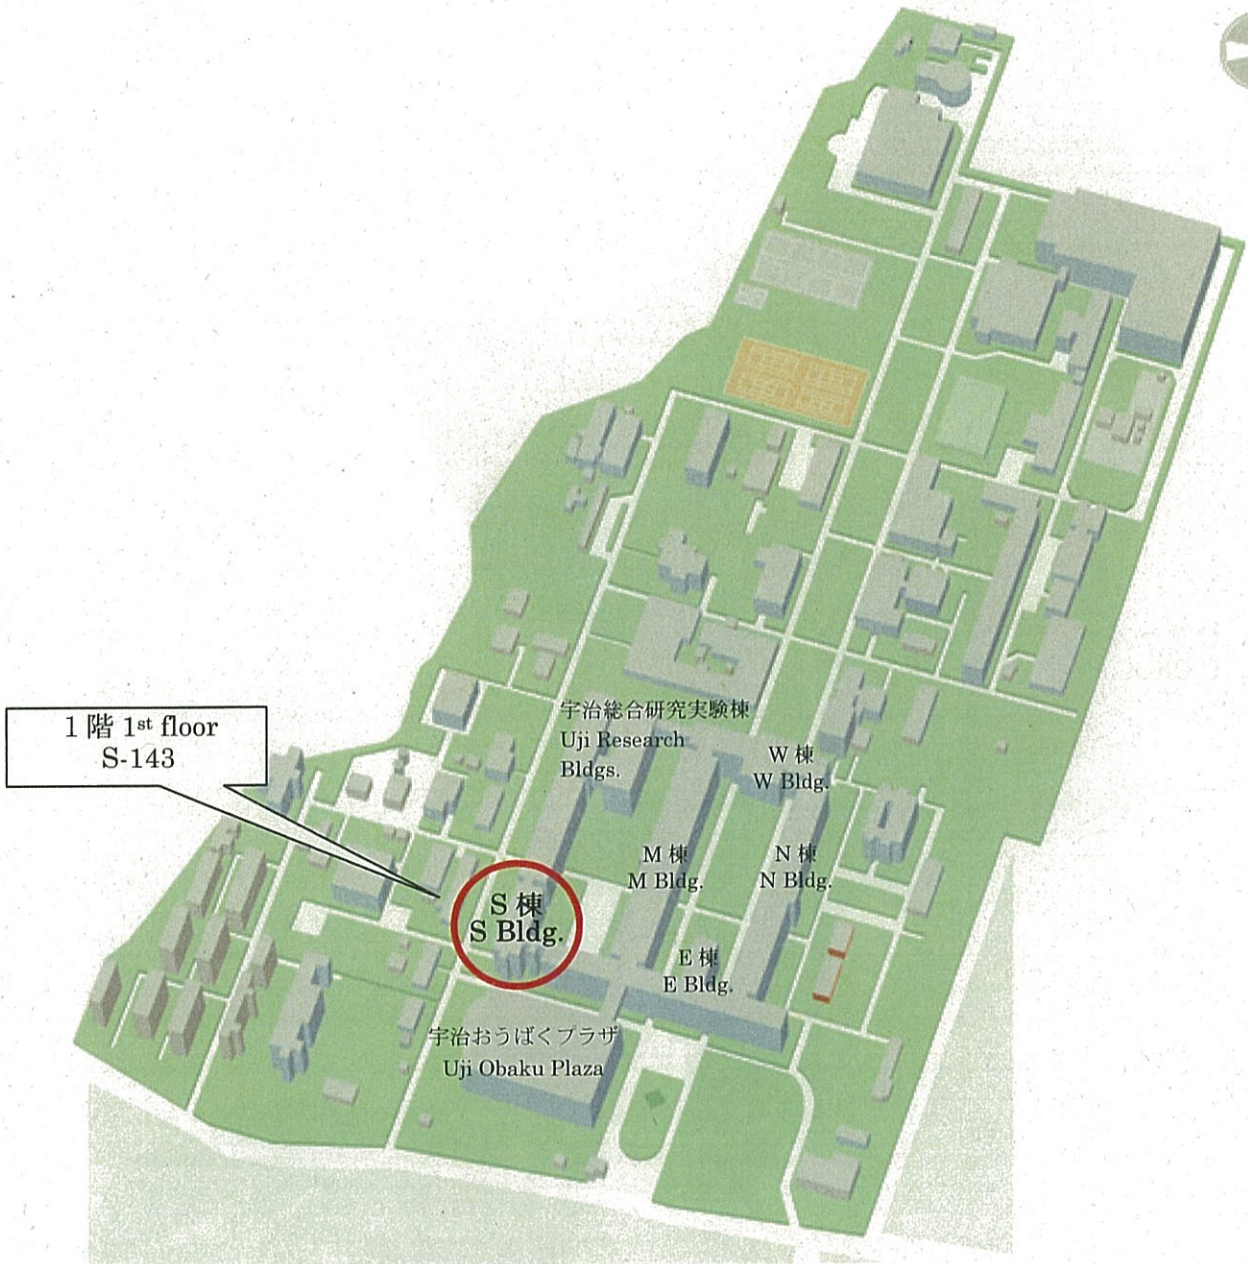 宇治総合研究実験棟
Uji Research
Bldgs.
W 棟
W Bldg.
1 階 1st floor
S-143
M 棟
M Bldg.
N 棟
N Bldg.
S 棟
S Bldg.
E 棟
E Bldg.
宇治おうばくプラザ
Uji Obaku Plaza